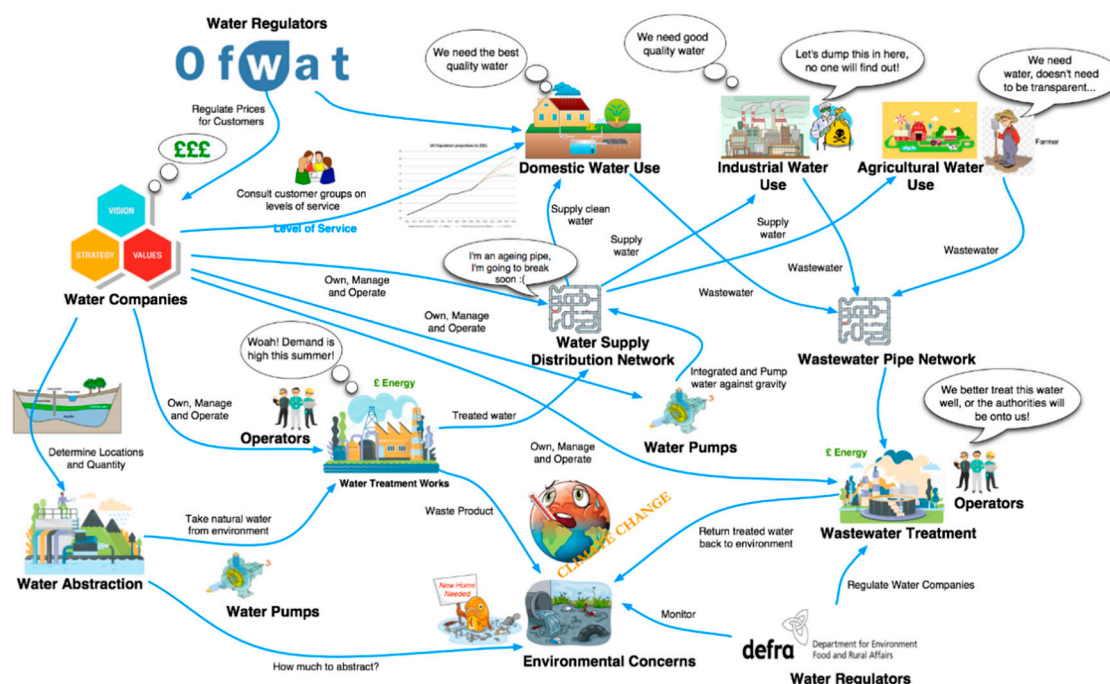 Water Regulators
Ofwat
Regulate Prices
for Customers
£££
Consult customer groups on
levels of service
Level of Service
VISION
STRATEGY
VALUES
Water Companies
We need the best
quality water
Domestic Water Use
We need good
quality water
Let's dump this in here,
no one will find out!
Industrial Water
Use
We need
water, doesn't need
to be transparent...
Farmer
Agricultural Water
Use
Supply clean
water
Supply
water
Supply
water
Wastewater
Wastewater
Wastewater
I'm an ageing pipe,
I'm going to break
soon :(
Own, Manage
and Operate
Own, Manage
and Operate
Water Supply
Distribution Network
Wastewater Pipe Network
Woah! Demand is
high this summer!
£ Energy
Operators
Own, Manage
and Operate
Water Treatment Works
Treated water
Integrated and Pump
water against gravity
Water Pumps
We better treat this water
well, or the authorities will
be onto us!
£ Energy
Operators
Own, Manage
and Operate
Wastewater Treatment
Determine Locations
and Quantity
Take natural water
from environment
Water Abstraction
Water Pumps
Waste Product
CLIMATE CHANGE
Return treated water
back to environment
Regulate Water Companies
New Home
Needed
Monitor
How much to abstract?
Environmental Concerns
defra
Department for Environment
Food and Rural Affairs
Water Regulators